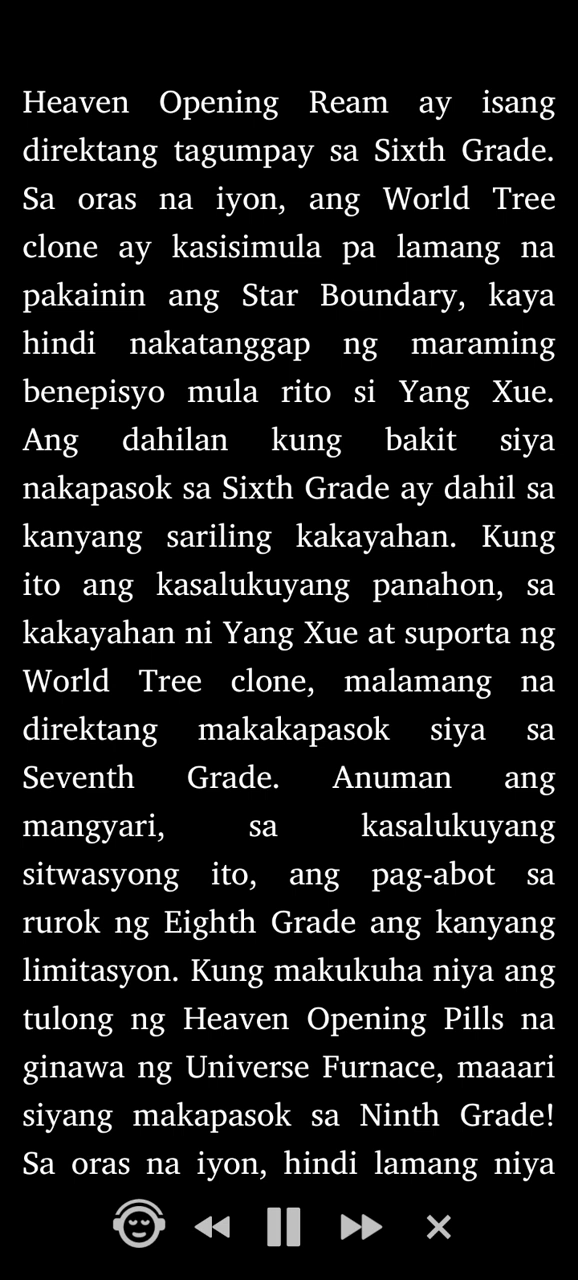 Heaven Opening Ream ay isang
direktang tagumpay sa Sixth Grade.
Sa oras na iyon, ang World Tree
clone ay kasisimula pa lamang na
pakainin ang Star Boundary, kaya
hindi nakatanggap ng maraming
benepisyo mula rito si Yang Xue.
Ang dahilan kung bakit siya
nakapasok sa Sixth Grade ay dahil sa
kanyang sariling kakayahan. Kung
ito ang kasalukuyang panahon, sa
kakayahan ni Yang Xue at suporta ng
World Tree clone, malamang na
direktang makakapasok siya sa
Seventh Grade. Anuman ang
mangyari, sa kasalukuyang
sitwasyong ito, ang pag-abot sa
rurok ng Eighth Grade ang kanyang
limitasyon. Kung makukuha niya ang
tulong ng Heaven Opening Pills na
ginawa ng Universe Furnace, maaari
siyang makapasok sa Ninth Grade!
Sa oras na iyon, hindi lamang niya